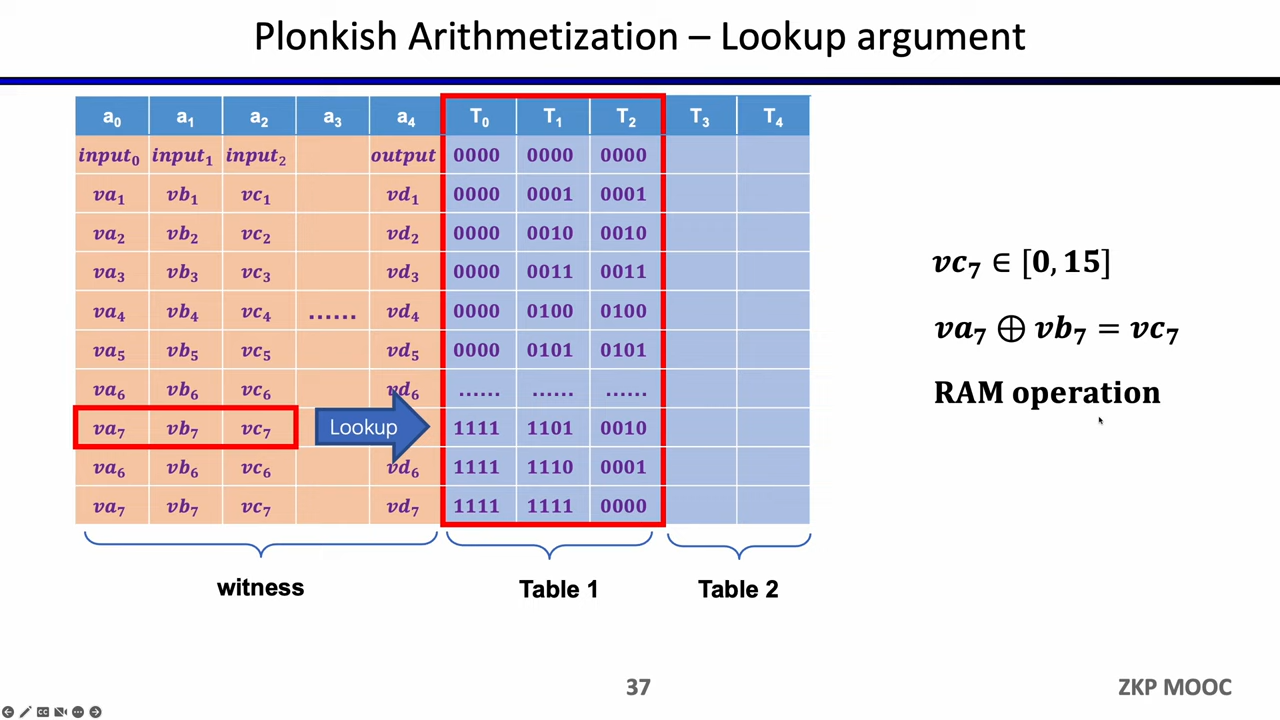 Plonkish Arithmetization – Lookup argument
a₀ a₁ a₂ a₃ a₄ T₀ T₁ T₂ T₃ T₄
input₀ input₁ input₂ output 0000 0000 0000
va₁ vb₁ vc₁ vd₁ 0000 0001 0001
va₂ vb₂ vc₂ vd₂ 0000 0010 0010
va₃ vb₃ vc₃ vd₃ 0000 0011 0011
va₄ vb₄ vc₄ …… vd₄ 0000 0100 0100
va₅ vb₅ vc₅ vd₅ 0000 0101 0101
va₆ vb₆ vc₆ vd₆ …… …… ……
va₇ vb₇ vc₇ Lookup 1111 1101 0010
va₆ vb₆ vc₆ vd₆ 1111 1110 0001
va₇ vb₇ vc₇ vd₇ 1111 1111 0000
witness Table 1 Table 2
vc₇ ∈ [0, 15]
va₇ ⊕ vb₇ = vc₇
RAM operation
37
ZKP MOOC